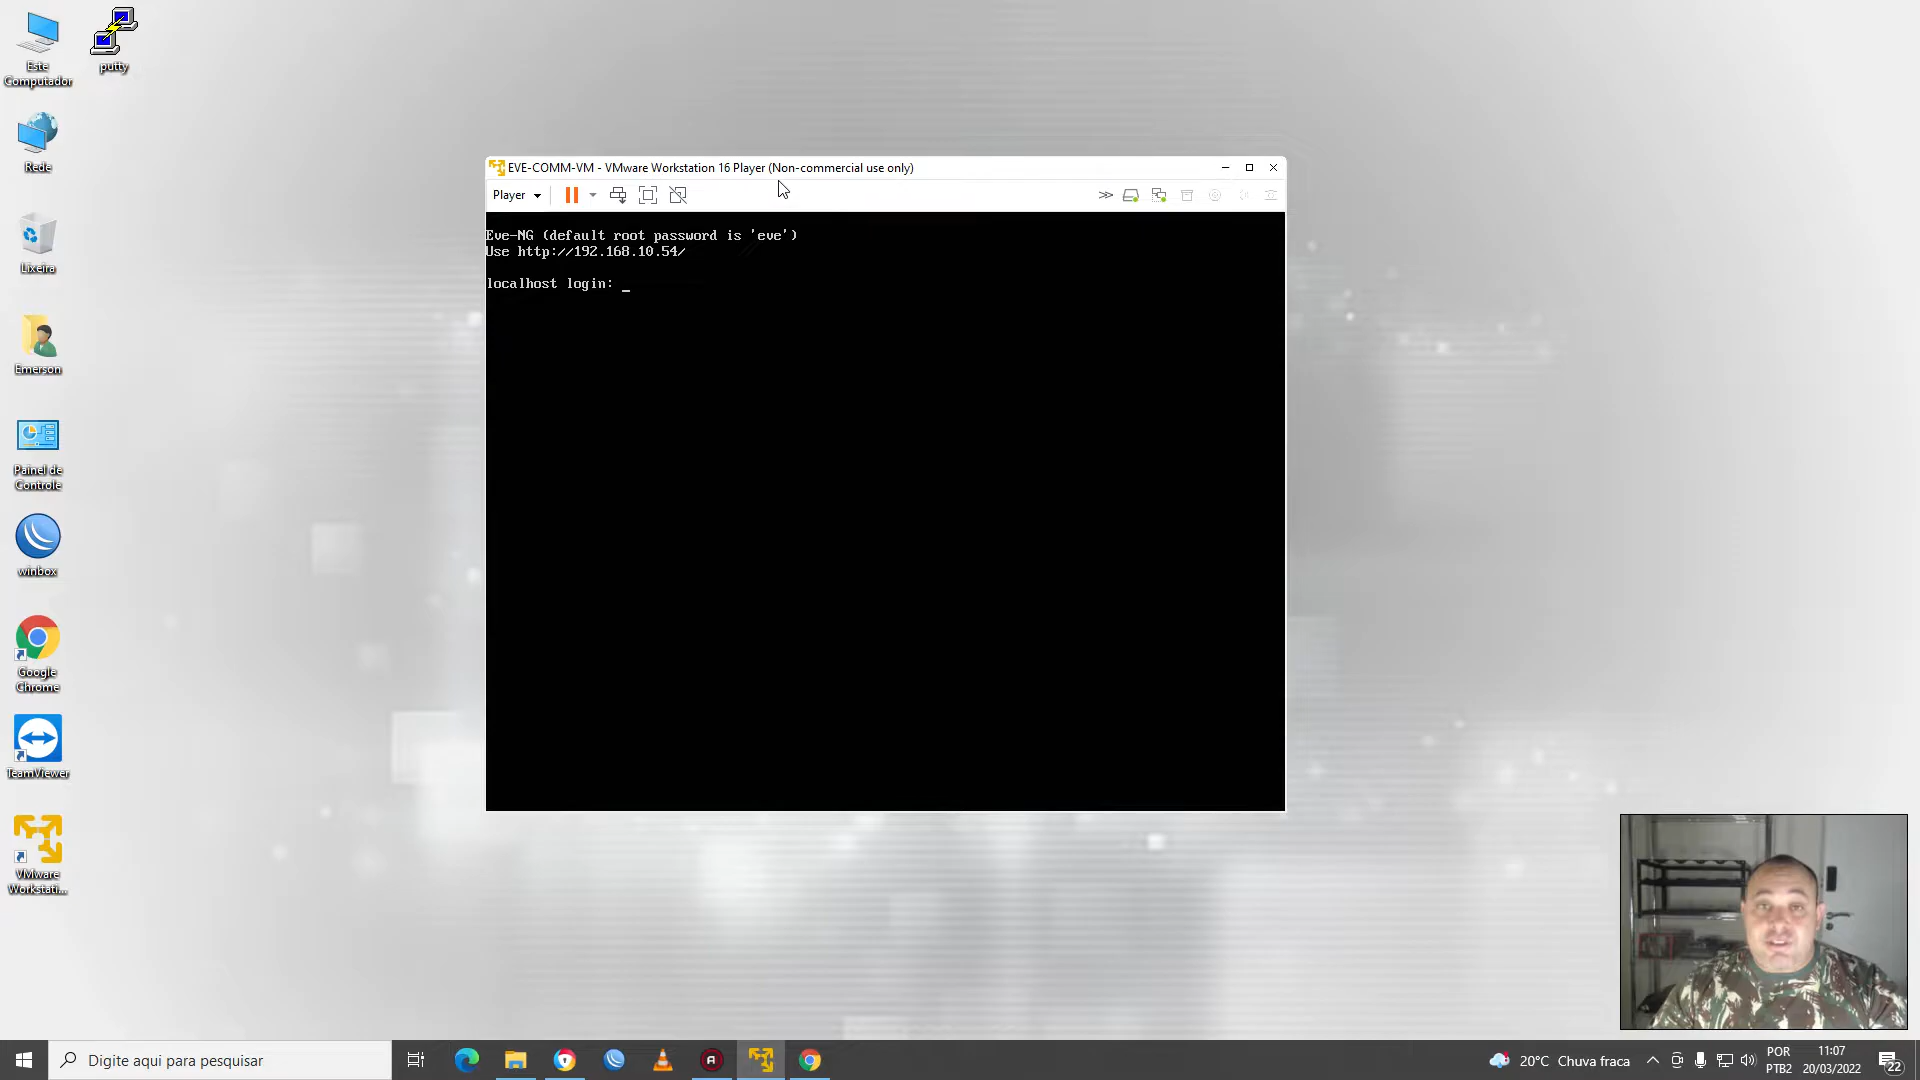 Este
Computador
putty
Rede
Lixeira
Emerson
Painel de
Controle
winbox
Google
Chrome
TeamViewer
VMware
Workstati...
EVE-COMM-VM - VMware Workstation 16 Player (Non-commercial use only)
Player
Eve-NG (default root password is 'eve')
Use http://192.168.10.54/
localhost login: _
Digite aqui para pesquisar
20°C Chuva fraca
POR
PTB2
11:07
20/03/2022
22